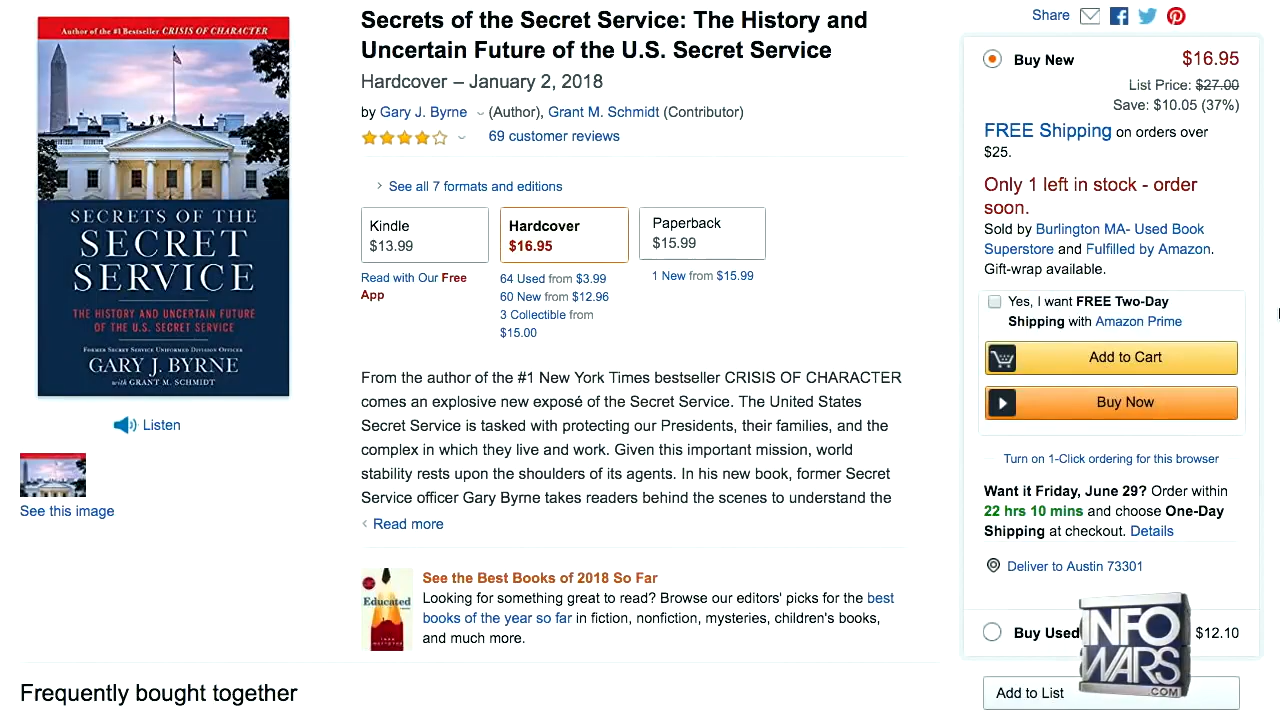 Author of the #1 Bestseller CRISIS OF CHARACTER
SECRETS OF THE
SECRET
SERVICE
THE HISTORY AND UNCERTAIN FUTURE
OF THE U.S. SECRET SERVICE
FORMER SECRET SERVICE UNIFORMED DIVISION OFFICER
GARY J. BYRNE
with GRANT M. SCHMIDT
Listen
See this image
Secrets of the Secret Service: The History and
Uncertain Future of the U.S. Secret Service
Hardcover – January 2, 2018
by Gary J. Byrne (Author), Grant M. Schmidt (Contributor)
69 customer reviews
See all 7 formats and editions
Kindle
$13.99
Read with Our Free
App
Hardcover
$16.95
64 Used from $3.99
60 New from $12.96
3 Collectible from
$15.00
Paperback
$15.99
1 New from $15.99
From the author of the #1 New York Times bestseller CRISIS OF CHARACTER
comes an explosive new exposé of the Secret Service. The United States
Secret Service is tasked with protecting our Presidents, their families, and the
complex in which they live and work. Given this important mission, world
stability rests upon the shoulders of its agents. In his new book, former Secret
Service officer Gary Byrne takes readers behind the scenes to understand the
Read more
Educated
See the Best Books of 2018 So Far
Looking for something great to read? Browse our editors' picks for the best
books of the year so far in fiction, nonfiction, mysteries, children's books,
and much more.
Frequently bought together
Share
Buy New
$16.95
List Price: $27.00
Save: $10.05 (37%)
FREE Shipping on orders over
$25.
Only 1 left in stock - order
soon.
Sold by Burlington MA- Used Book
Superstore and Fulfilled by Amazon.
Gift-wrap available.
Yes, I want FREE Two-Day
Shipping with Amazon Prime
Add to Cart
Buy Now
Turn on 1-Click ordering for this browser
Want it Friday, June 29? Order within
22 hrs 10 mins and choose One-Day
Shipping at checkout. Details
Deliver to Austin 73301
Buy Used
$12.10
INFO
WARS
.COM
Add to List